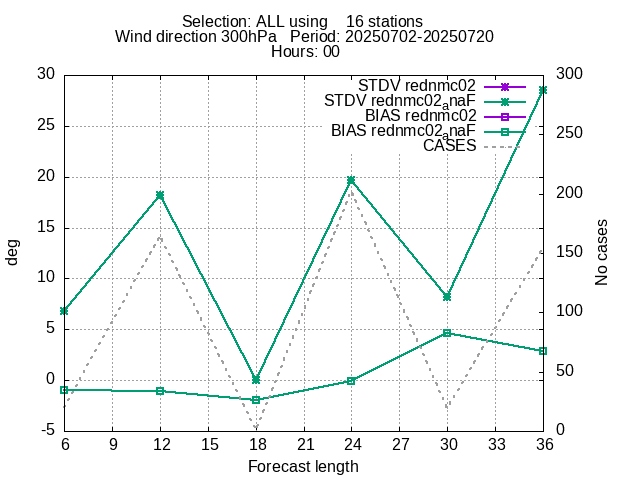 Selection: ALL using    16 stations
Wind direction 300hPa   Period: 20250702-20250720
Hours: 00
30
25
20
15
10
5
0
-5
deg
STDV rednmc02
STDV rednmc02anaF
BIAS rednmc02
BIAS rednmc02anaF
CASES
300
250
200
150
100
50
0
No cases
6 9 12 15 18 21 24 27 30 33 36
Forecast length